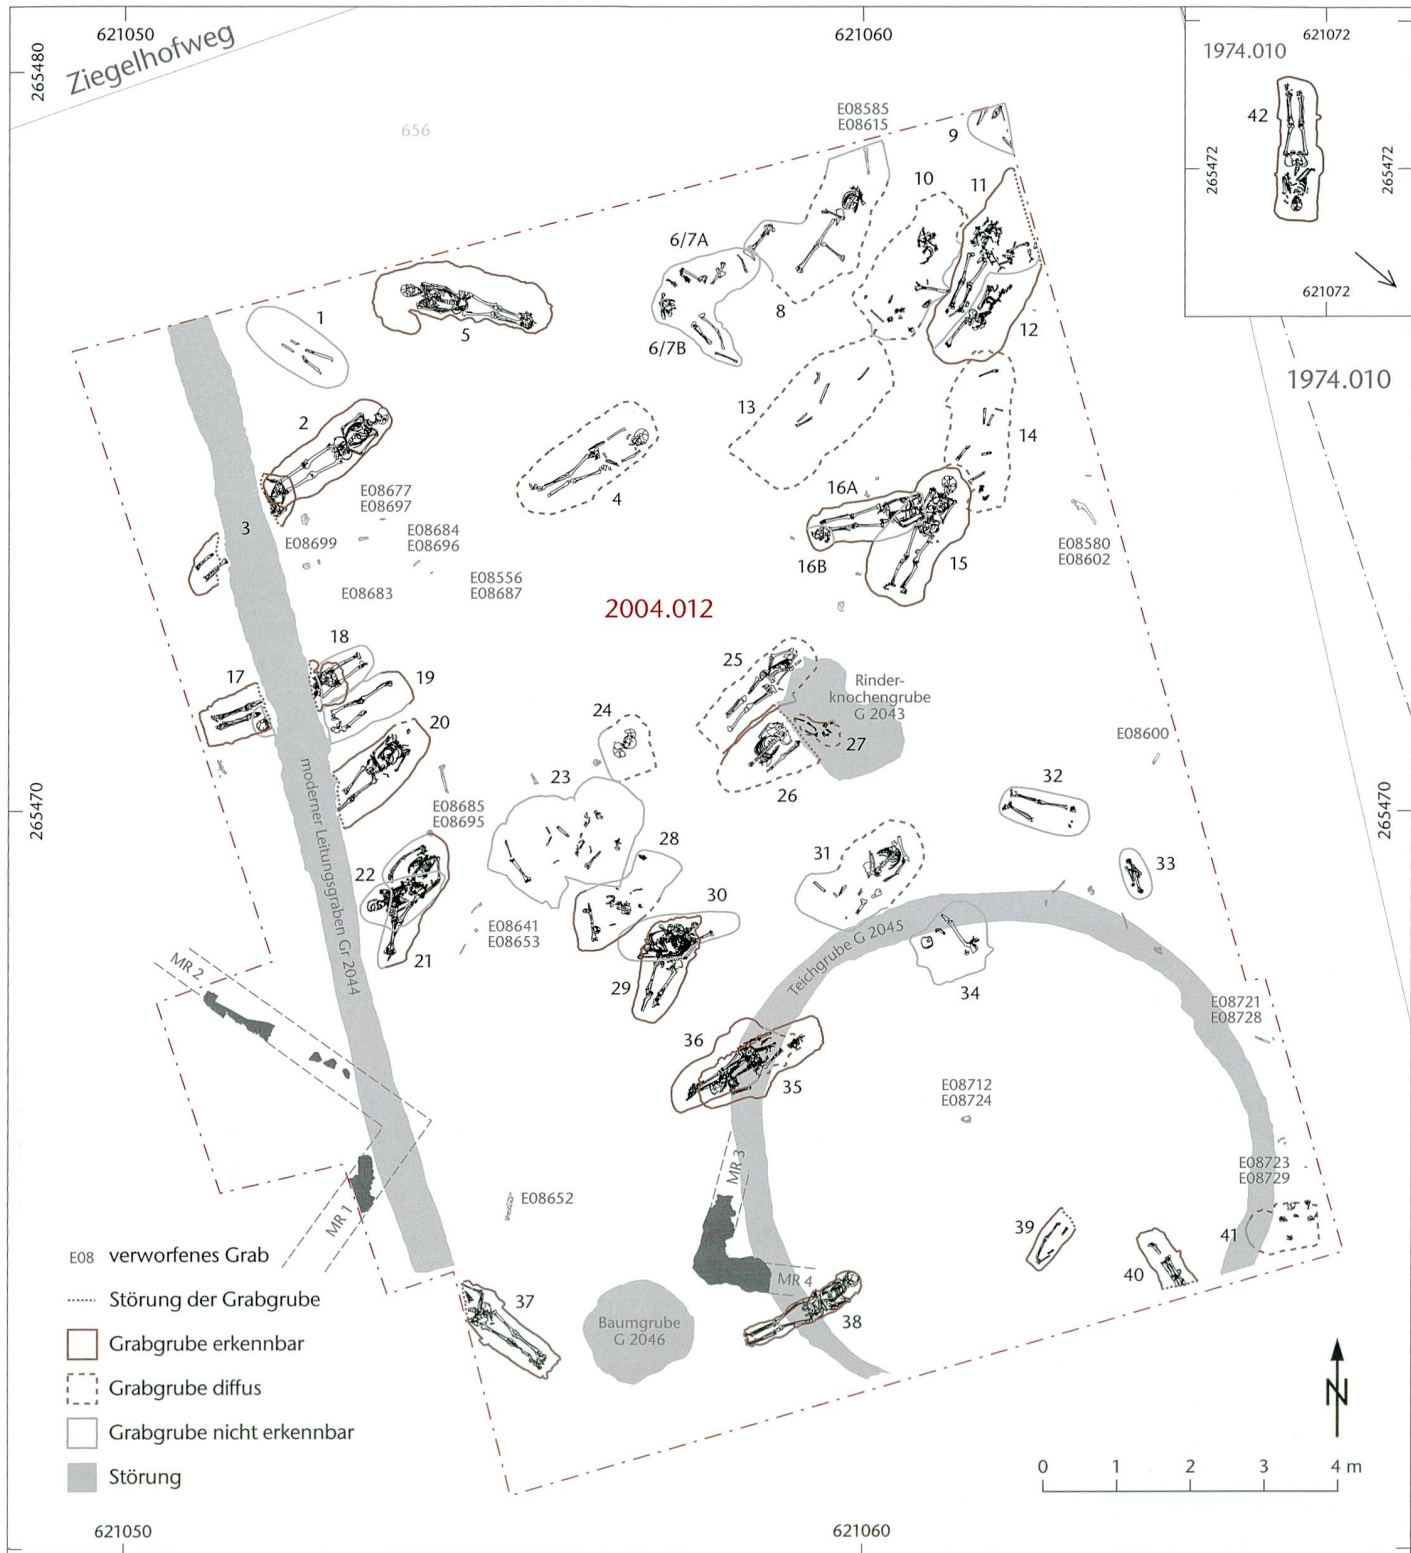 621050
621060
621072
265480
Ziegelhofweg
1974.010
656
E08585
E08615
9
42
265472
265472
10
11
6/7A
1
5
8
6/7B
12
621072
1974.010
2
13
14
4
16A
E08677
E08697
3
E08699
E08684
E08696
15
16B
E08580
E08602
E08556
E08687
E08683
2004.012
18
25
17
19
Rinder-
knochengrube
G 2043
24
20
27
E08600
23
32
26
moderner Leitungsgraben Gr 2044
E08685
E08695
265470
265470
28
31
33
22
30
E08641
E08653
Teichgrube G 2045
21
MR 2
29
34
E08721
E08728
36
35
E08712
E08724
MR 3
E08723
E08729
E08652
MR 1
39
41
E08 verworfenes Grab
40
MR 4
Störung der Grabgrube
37
38
Baumgrube
G 2046
Grabgrube erkennbar
Grabgrube diffus
N
Grabgrube nicht erkennbar
0 1 2 3 4 m
Störung
621050
621060